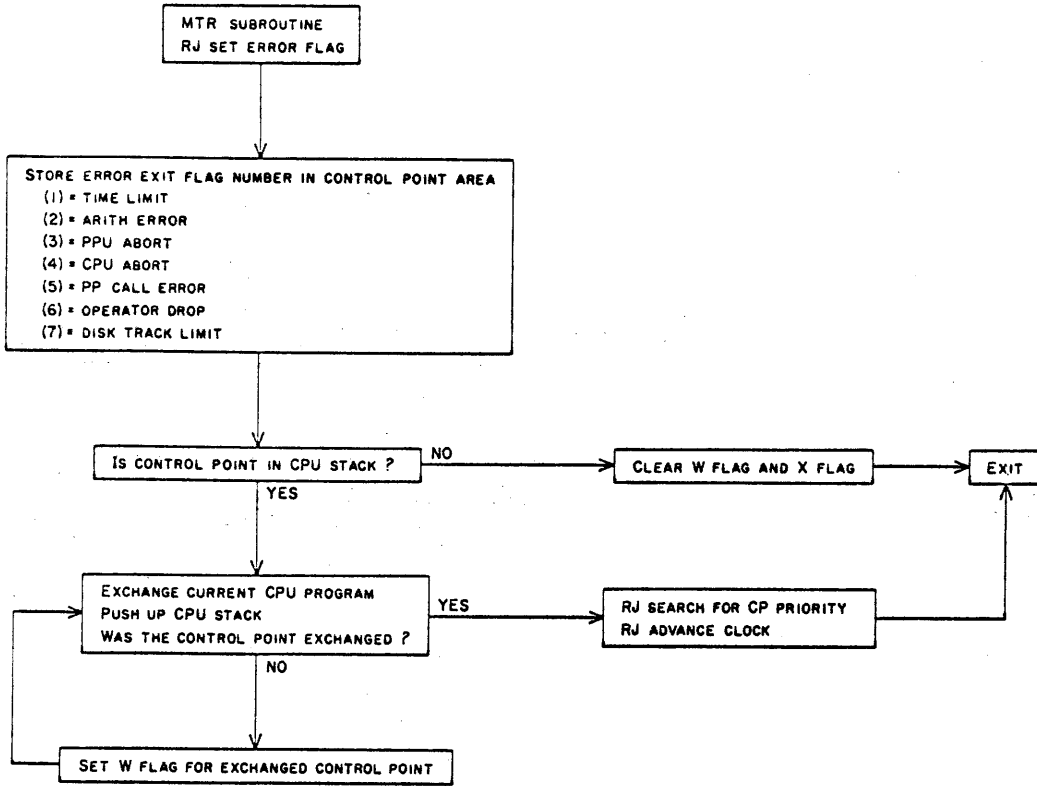 MTR SUBROUTINE
RJ SET ERROR FLAG
STORE ERROR EXIT FLAG NUMBER IN CONTROL POINT AREA
(1) = TIME LIMIT
(2) = ARITH ERROR
(3) = PPU ABORT
(4) = CPU ABORT
(5) = PP CALL ERROR
(6) = OPERATOR DROP
(7) = DISK TRACK LIMIT
IS CONTROL POINT IN CPU STACK ?
NO
CLEAR W FLAG AND X FLAG
EXIT
YES
EXCHANGE CURRENT CPU PROGRAM
PUSH UP CPU STACK
WAS THE CONTROL POINT EXCHANGED ?
YES
RJ SEARCH FOR CP PRIORITY
RJ ADVANCE CLOCK
NO
SET W FLAG FOR EXCHANGED CONTROL POINT